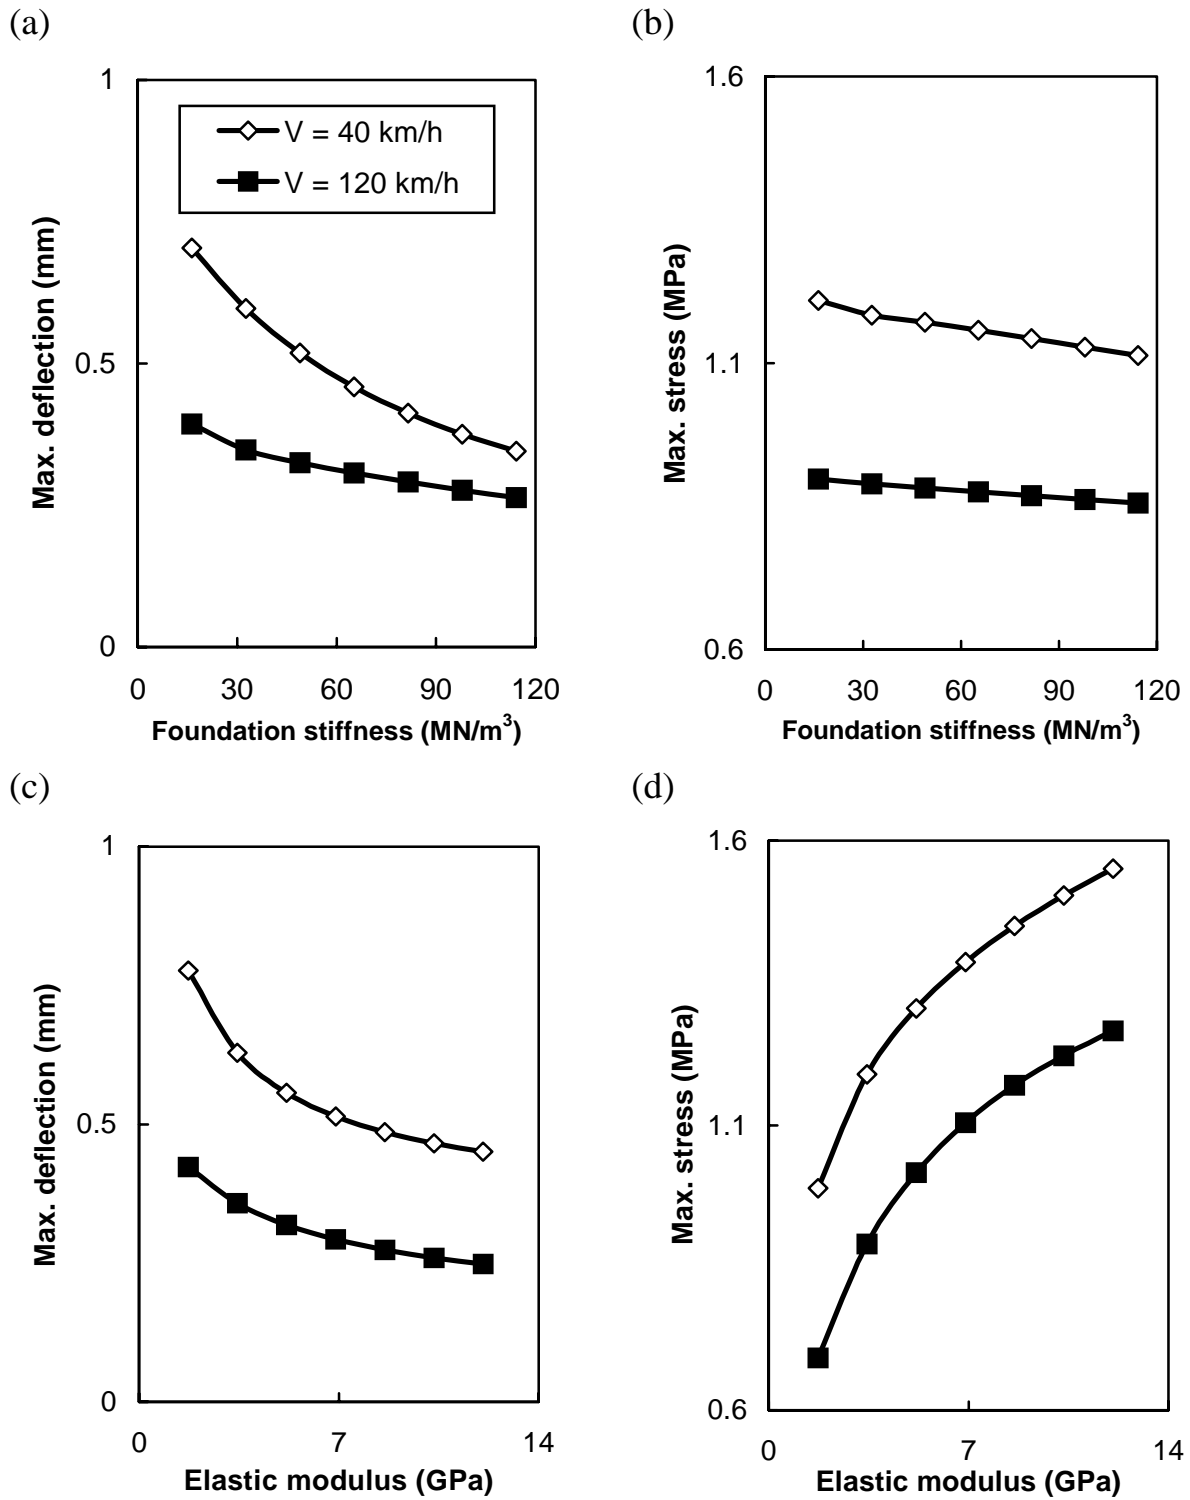 (a)
1
V = 40 km/h
V = 120 km/h
Max. deflection (mm)
0.5
0
0 30 60 90 120
Foundation stiffness (MN/m³)
(b)
1.6
Max. stress (MPa)
1.1
0.6
0 30 60 90 120
Foundation stiffness (MN/m³)
(c)
1
Max. deflection (mm)
0.5
0
0 7 14
Elastic modulus (GPa)
(d)
1.6
Max. stress (MPa)
1.1
0.6
0 7 14
Elastic modulus (GPa)